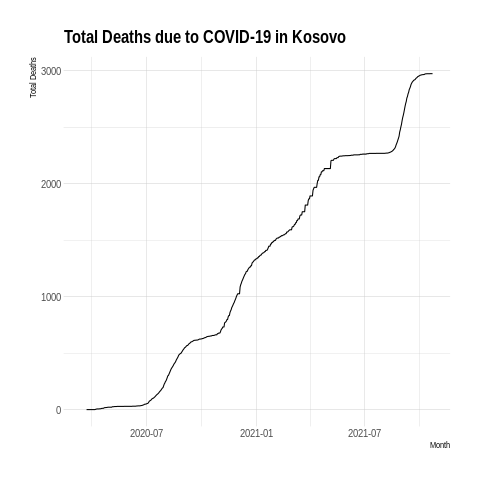 Total Deaths due to COVID-19 in Kosovo
Total Deaths
3000
2000
1000
0
2020-07 2021-01 2021-07
Month